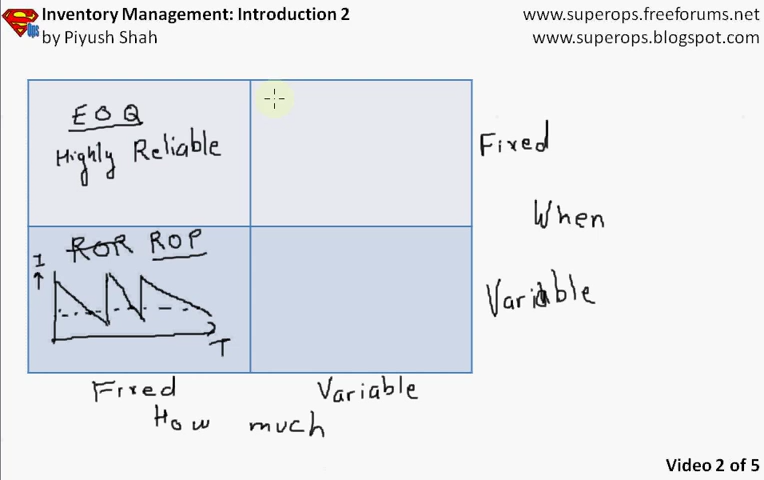 Inventory Management: Introduction 2
www.superops.freeforums.net
by Piyush Shah
www.superops.blogspot.com
S
ops
EOQ
Highly Reliable
Fixed
When
ROR ROP
I
T
Variable
Fixed
Variable
How much
Video 2 of 5